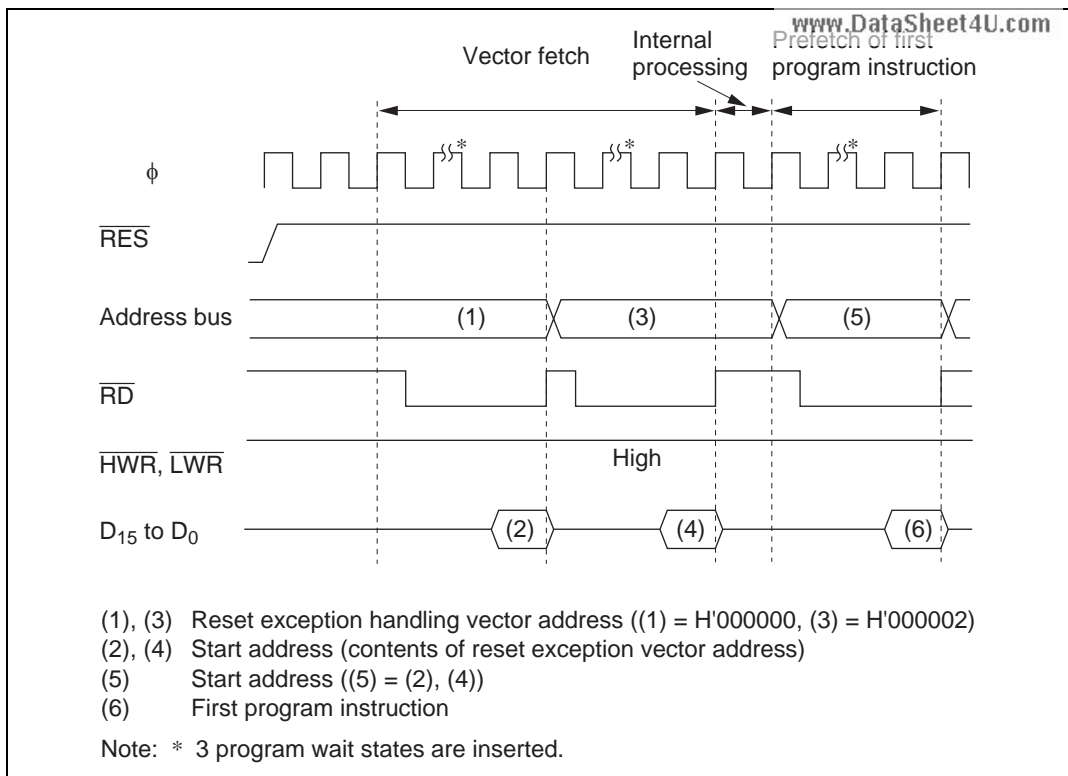 www.DataSheet4U.com
Vector fetch
Internal processing
Prefetch of first program instruction
*
*
*
ϕ
RES
Address bus
(1)
(3)
(5)
RD
HWR, LWR
High
D15 to D0
(2)
(4)
(6)
(1), (3) Reset exception handling vector address ((1) = H'000000, (3) = H'000002)
(2), (4) Start address (contents of reset exception vector address)
(5) Start address ((5) = (2), (4))
(6) First program instruction
Note: * 3 program wait states are inserted.